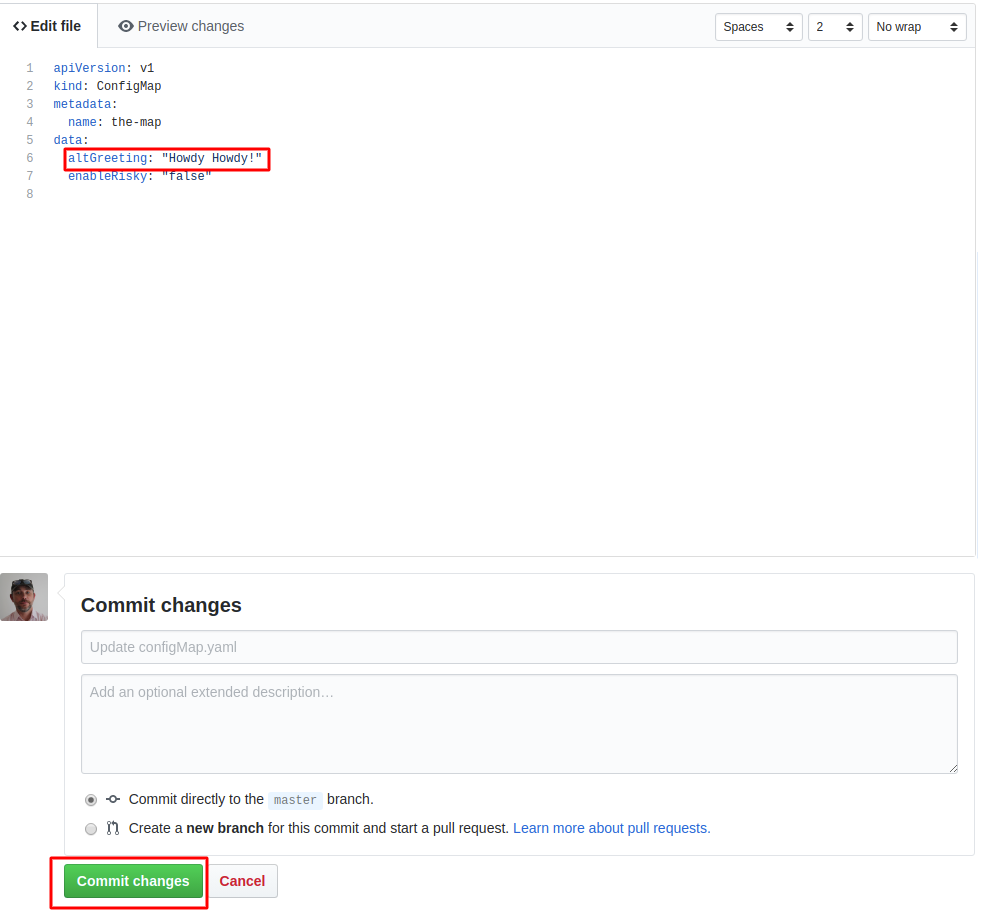 Edit file Preview changes Spaces 2 No wrap
1 apiVersion: v1
2 kind: ConfigMap
3 metadata:
4 name: the-map
5 data:
6 altGreeting: "Howdy Howdy!"
7 enableRisky: "false"
8
Commit changes
Update configMap.yaml
Add an optional extended description…
Commit directly to the master branch.
Create a new branch for this commit and start a pull request. Learn more about pull requests.
Commit changes Cancel